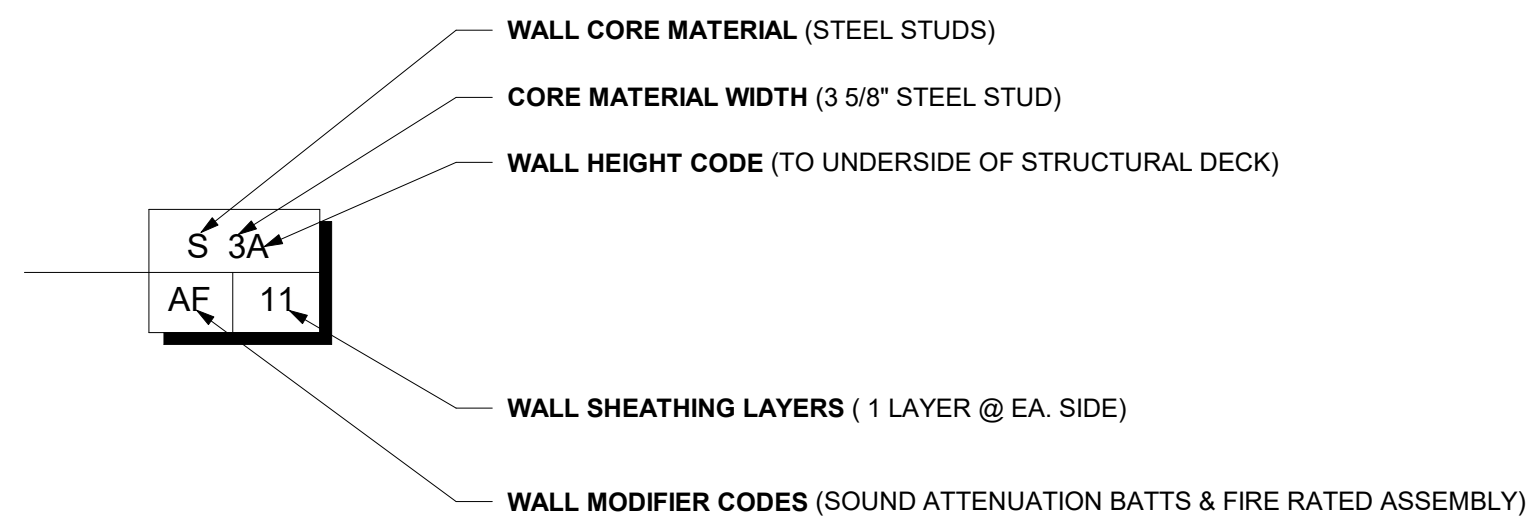 WALL CORE MATERIAL (STEEL STUDS)
CORE MATERIAL WIDTH (3 5/8" STEEL STUD)
WALL HEIGHT CODE (TO UNDERSIDE OF STRUCTURAL DECK)
S 3A
AF 11
WALL SHEATHING LAYERS ( 1 LAYER @ EA. SIDE)
WALL MODIFIER CODES (SOUND ATTENUATION BATTS & FIRE RATED ASSEMBLY)